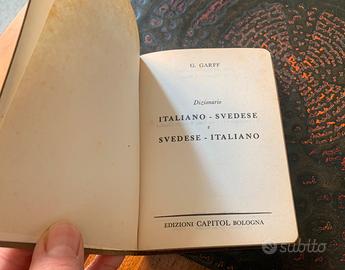 G. GARFF
Dizionario
ITALIANO - SVEDESE
e
SVEDESE - ITALIANO
EDIZIONI CAPITOL BOLOGNA
subito